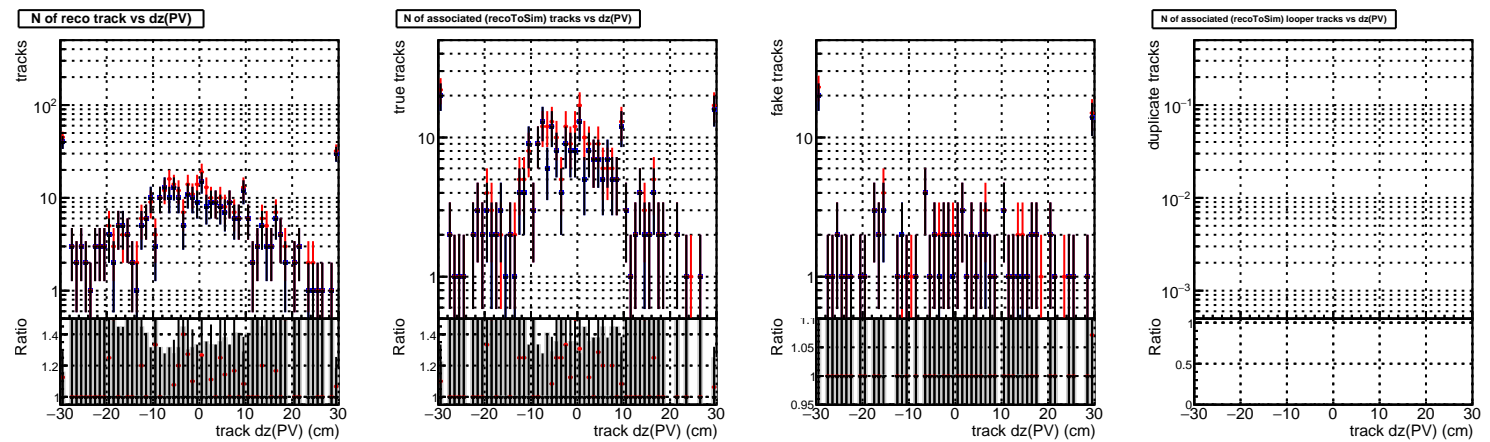 N of reco track vs dz(PV)
tracks
10²
10
1
Ratio
1.4
1.2
1
−30 −20 −10 0 10 20 30
track dz(PV) (cm)
N of associated (recoToSim) tracks vs dz(PV)
true tracks
10
1
Ratio
1.4
1.2
1
−30 −20 −10 0 10 20 30
track dz(PV) (cm)
fake tracks
10
1
Ratio
1.1
1.05
1
0.95
−30 −20 −10 0 10 20 30
track dz(PV) (cm)
N of associated (recoToSim) looper tracks vs dz(PV)
duplicate tracks
10⁻¹
10⁻²
10⁻³
Ratio
1
0.5
0
−30 −20 −10 0 10 20 30
track dz(PV) (cm)